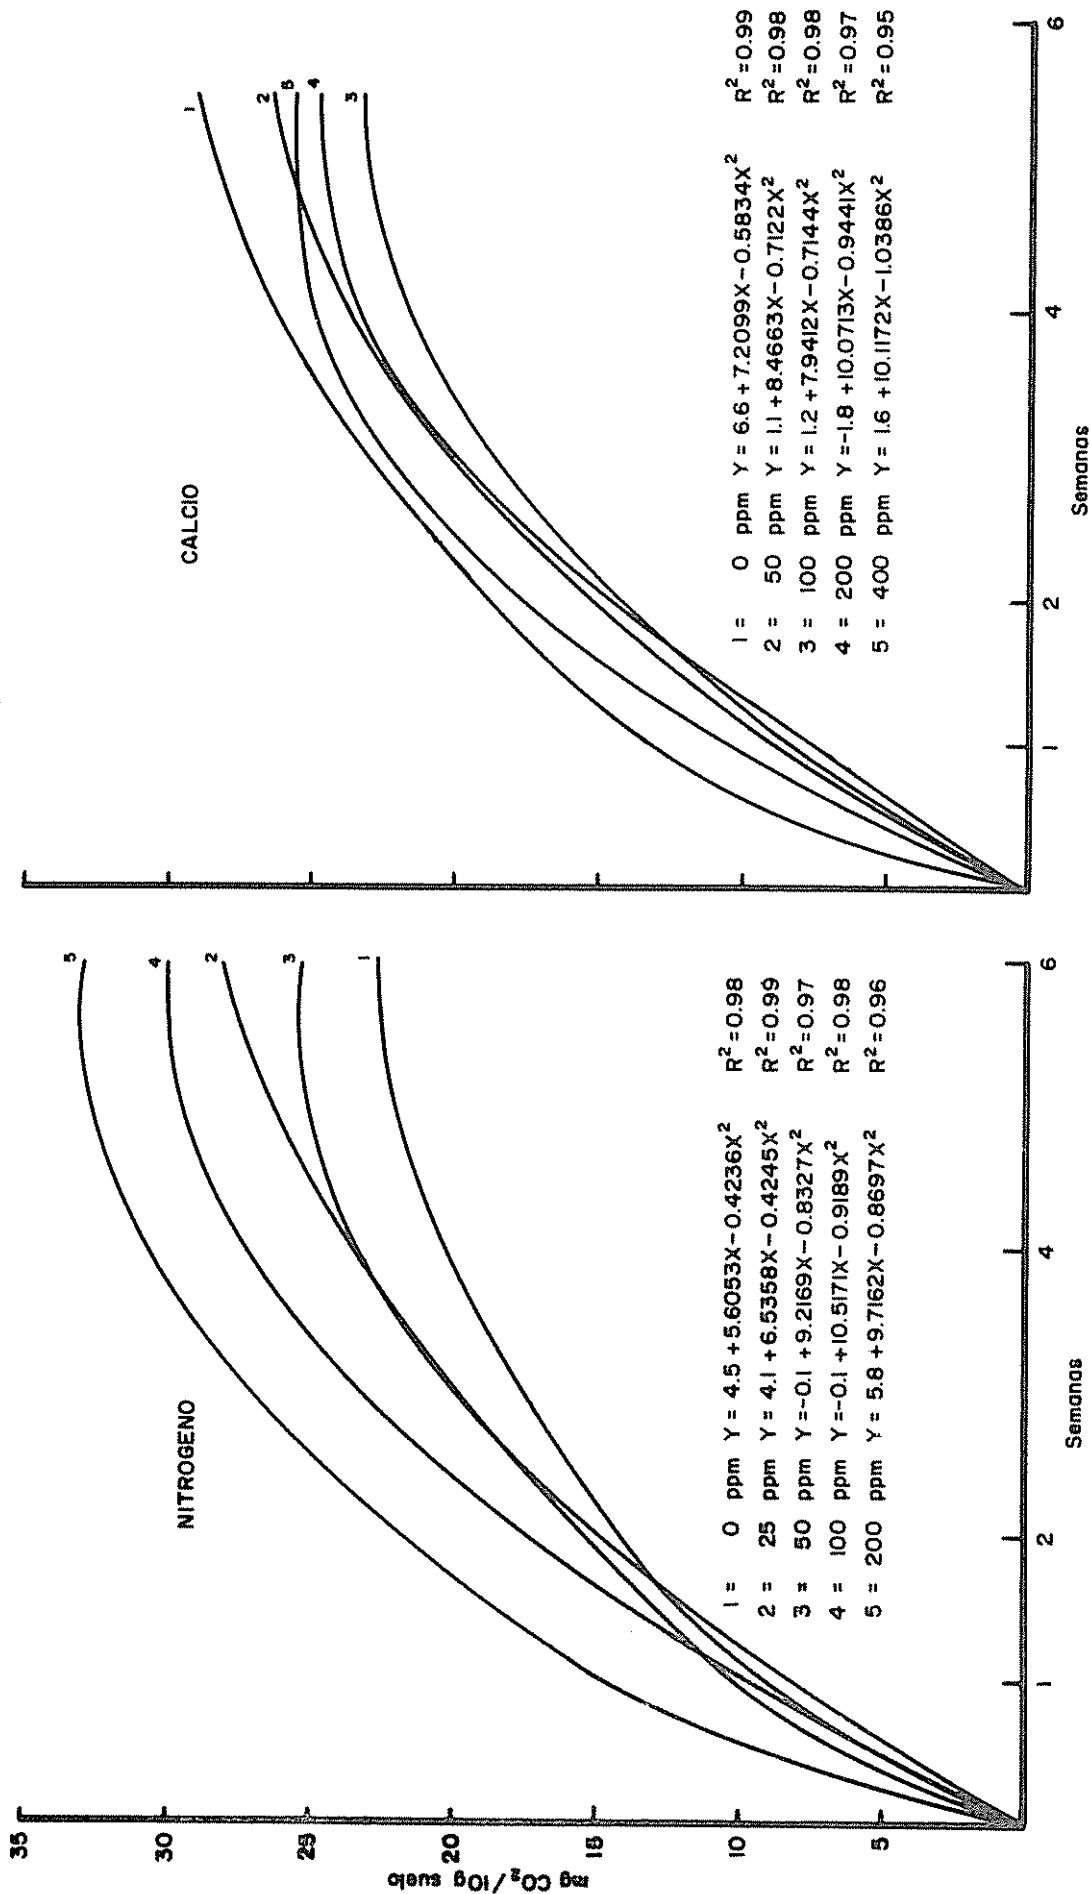 NITROGENO
mg CO₂/10g suelo
35
30
25
20
15
10
5
5
4
2
3
1
1 = 0 ppm Y = 4.5 + 5.6053X - 0.4236X² R² = 0.98
2 = 25 ppm Y = 4.1 + 6.5358X - 0.4245X² R² = 0.99
3 = 50 ppm Y = -0.1 + 9.2169X - 0.8327X² R² = 0.97
4 = 100 ppm Y = -0.1 + 10.5171X - 0.9189X² R² = 0.98
5 = 200 ppm Y = 5.8 + 9.7162X - 0.8697X² R² = 0.96
1 2 4 6
Semanas
CALCIO
1
2
5
4
3
1 = 0 ppm Y = 6.6 + 7.2099X - 0.5834X² R² = 0.99
2 = 50 ppm Y = 1.1 + 8.4663X - 0.7122X² R² = 0.98
3 = 100 ppm Y = 1.2 + 7.9412X - 0.7144X² R² = 0.98
4 = 200 ppm Y = -1.8 + 10.0713X - 0.9441X² R² = 0.97
5 = 400 ppm Y = 1.6 + 10.1172X - 1.0386X² R² = 0.95
1 2 4 6
Semanas